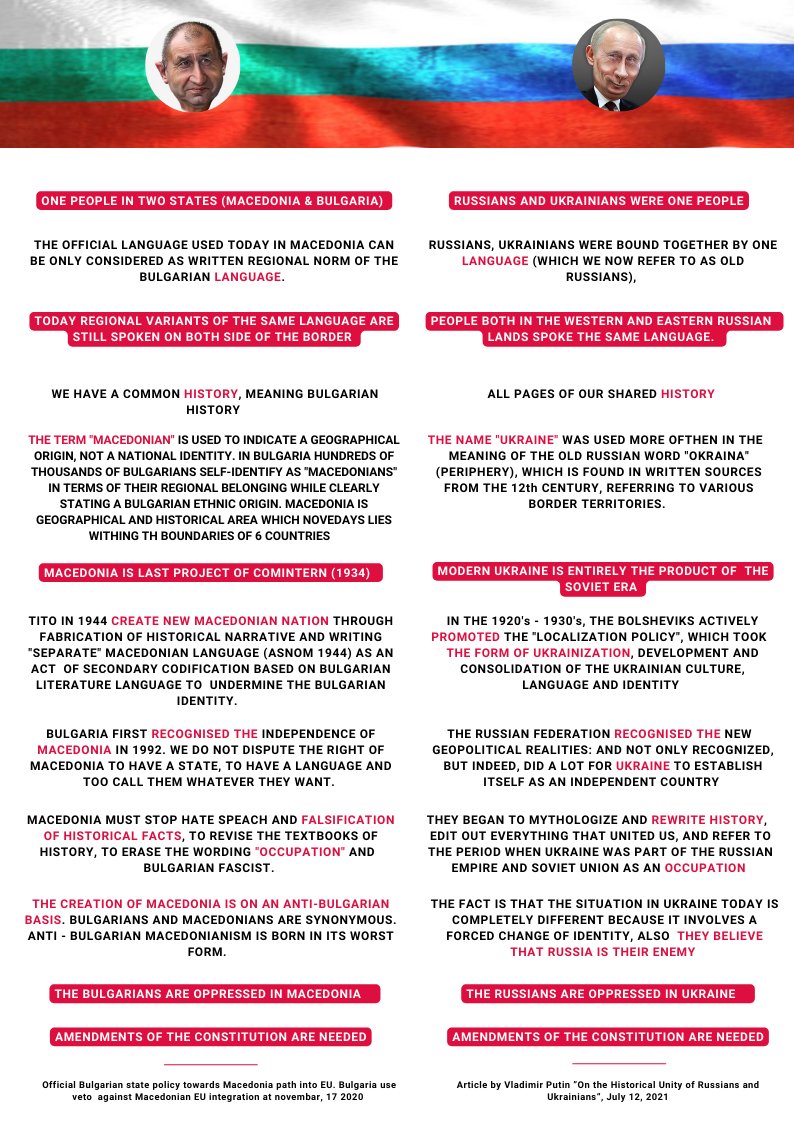 ONE PEOPLE IN TWO STATES (MACEDONIA & BULGARIA)
THE OFFICIAL LANGUAGE USED TODAY IN MACEDONIA CAN
BE ONLY CONSIDERED AS WRITTEN REGIONAL NORM OF THE
BULGARIAN LANGUAGE.
TODAY REGIONAL VARIANTS OF THE SAME LANGUAGE ARE
STILL SPOKEN ON BOTH SIDE OF THE BORDER
WE HAVE A COMMON HISTORY, MEANING BULGARIAN
HISTORY
THE TERM "MACEDONIAN" IS USED TO INDICATE A GEOGRAPHICAL
ORIGIN, NOT A NATIONAL IDENTITY. IN BULGARIA HUNDREDS OF
THOUSANDS OF BULGARIANS SELF-IDENTIFY AS "MACEDONIANS"
IN TERMS OF THEIR REGIONAL BELONGING WHILE CLEARLY
STATING A BULGARIAN ETHNIC ORIGIN. MACEDONIA IS
GEOGRAPHICAL AND HISTORICAL AREA WHICH NOVEDAYS LIES
WITHING TH BOUNDARIES OF 6 COUNTRIES
MACEDONIA IS LAST PROJECT OF COMINTERN (1934)
TITO IN 1944 CREATE NEW MACEDONIAN NATION THROUGH
FABRICATION OF HISTORICAL NARRATIVE AND WRITING
"SEPARATE" MACEDONIAN LANGUAGE (ASNOM 1944) AS AN
ACT OF SECONDARY CODIFICATION BASED ON BULGARIAN
LITERATURE LANGUAGE TO UNDERMINE THE BULGARIAN
IDENTITY.
BULGARIA FIRST RECOGNISED THE INDEPENDENCE OF
MACEDONIA IN 1992. WE DO NOT DISPUTE THE RIGHT OF
MACEDONIA TO HAVE A STATE, TO HAVE A LANGUAGE AND
TOO CALL THEM WHATEVER THEY WANT.
MACEDONIA MUST STOP HATE SPEACH AND FALSIFICATION
OF HISTORICAL FACTS, TO REVISE THE TEXTBOOKS OF
HISTORY, TO ERASE THE WORDING "OCCUPATION" AND
BULGARIAN FASCIST.
THE CREATION OF MACEDONIA IS ON AN ANTI-BULGARIAN
BASIS. BULGARIANS AND MACEDONIANS ARE SYNONYMOUS.
ANTI - BULGARIAN MACEDONIANISM IS BORN IN ITS WORST
FORM.
THE BULGARIANS ARE OPPRESSED IN MACEDONIA
AMENDMENTS OF THE CONSTITUTION ARE NEEDED
Official Bulgarian state policy towards Macedonia path into EU. Bulgaria use
veto against Macedonian EU integration at novembar, 17 2020
RUSSIANS AND UKRAINIANS WERE ONE PEOPLE
RUSSIANS, UKRAINIANS WERE BOUND TOGETHER BY ONE
LANGUAGE (WHICH WE NOW REFER TO AS OLD
RUSSIANS),
PEOPLE BOTH IN THE WESTERN AND EASTERN RUSSIAN
LANDS SPOKE THE SAME LANGUAGE.
ALL PAGES OF OUR SHARED HISTORY
THE NAME "UKRAINE" WAS USED MORE OFTHEN IN THE
MEANING OF THE OLD RUSSIAN WORD "OKRAINA"
(PERIPHERY), WHICH IS FOUND IN WRITTEN SOURCES
FROM THE 12th CENTURY, REFERRING TO VARIOUS
BORDER TERRITORIES.
MODERN UKRAINE IS ENTIRELY THE PRODUCT OF THE
SOVIET ERA
IN THE 1920's - 1930's, THE BOLSHEVIKS ACTIVELY
PROMOTED THE "LOCALIZATION POLICY", WHICH TOOK
THE FORM OF UKRAINIZATION, DEVELOPMENT AND
CONSOLIDATION OF THE UKRAINIAN CULTURE,
LANGUAGE AND IDENTITY
THE RUSSIAN FEDERATION RECOGNISED THE NEW
GEOPOLITICAL REALITIES: AND NOT ONLY RECOGNIZED,
BUT INDEED, DID A LOT FOR UKRAINE TO ESTABLISH
ITSELF AS AN INDEPENDENT COUNTRY
THEY BEGAN TO MYTHOLOGIZE AND REWRITE HISTORY,
EDIT OUT EVERYTHING THAT UNITED US, AND REFER TO
THE PERIOD WHEN UKRAINE WAS PART OF THE RUSSIAN
EMPIRE AND SOVIET UNION AS AN OCCUPATION
THE FACT IS THAT THE SITUATION IN UKRAINE TODAY IS
COMPLETELY DIFFERENT BECAUSE IT INVOLVES A
FORCED CHANGE OF IDENTITY, ALSO THEY BELIEVE
THAT RUSSIA IS THEIR ENEMY
THE RUSSIANS ARE OPPRESSED IN UKRAINE
AMENDMENTS OF THE CONSTITUTION ARE NEEDED
Article by Vladimir Putin "On the Historical Unity of Russians and
Ukrainians", July 12, 2021